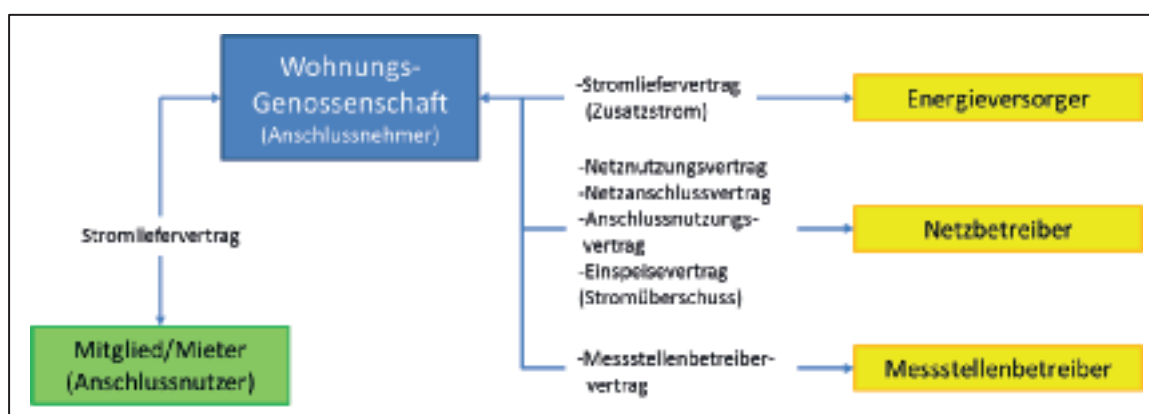 Wohnungs-
Genossenschaft
(Anschlussnehmer)
Stromliefervertrag
Mitglied/Mieter
(Anschlussnutzer)
-Stromliefervertrag
(Zusatzstrom)
Energieversorger
-Netznutzungsvertrag
-Netzanschlussvertrag
-Anschlussnutzungs-
vertrag
-Einspeisevertrag
(Stromüberschuss)
Netzbetreiber
-Messstellenbetreiber-
vertrag
Messstellenbetreiber